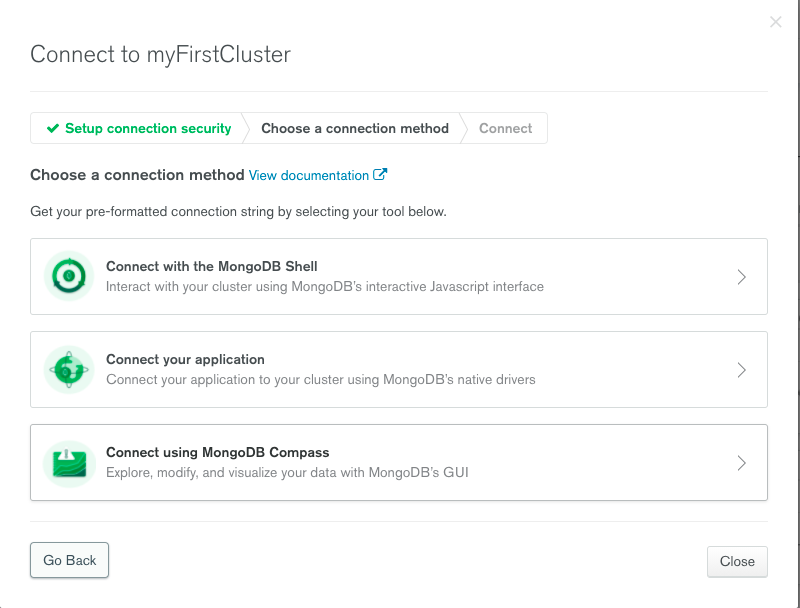 Connect to myFirstCluster
Setup connection security
Choose a connection method
Connect
Choose a connection method View documentation
Get your pre-formatted connection string by selecting your tool below.
Connect with the MongoDB Shell
Interact with your cluster using MongoDB's interactive Javascript interface
Connect your application
Connect your application to your cluster using MongoDB's native drivers
Connect using MongoDB Compass
Explore, modify, and visualize your data with MongoDB's GUI
Go Back
Close